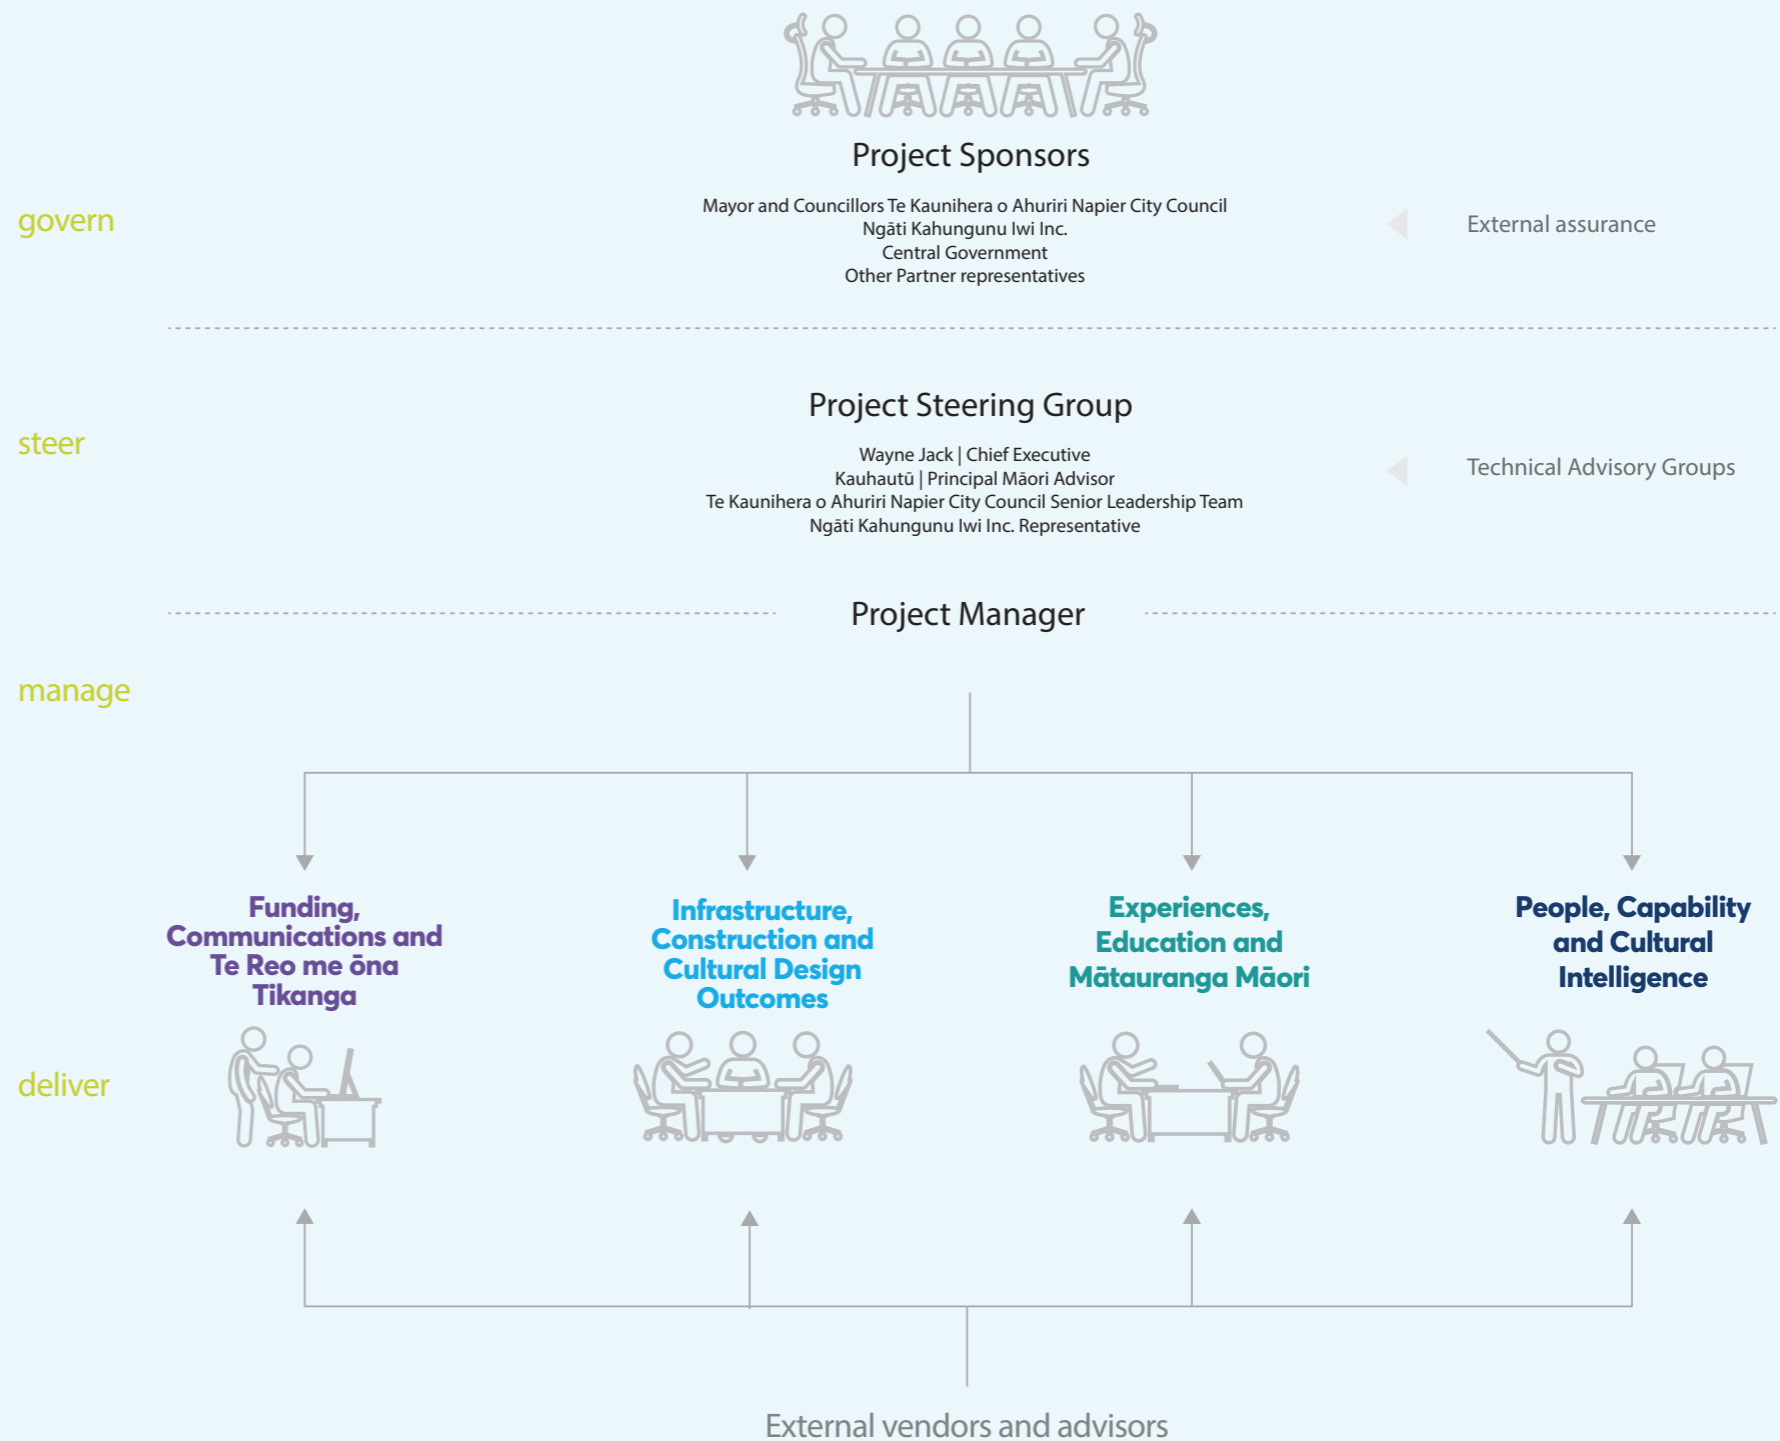 Project Sponsors
govern
Mayor and Councillors Te Kaunihera o Ahuriri Napier City Council
Ngāti Kahungunu Iwi Inc.
Central Government
Other Partner representatives
External assurance
Project Steering Group
steer
Wayne Jack | Chief Executive
Kauhautū | Principal Māori Advisor
Te Kaunihera o Ahuriri Napier City Council Senior Leadership Team
Ngāti Kahungunu Iwi Inc. Representative
Technical Advisory Groups
Project Manager
manage
Funding,
Communications and
Te Reo me ōna
Tikanga
Infrastructure,
Construction and
Cultural Design
Outcomes
Experiences,
Education and
Mātauranga Māori
People, Capability
and Cultural
Intelligence
deliver
External vendors and advisors